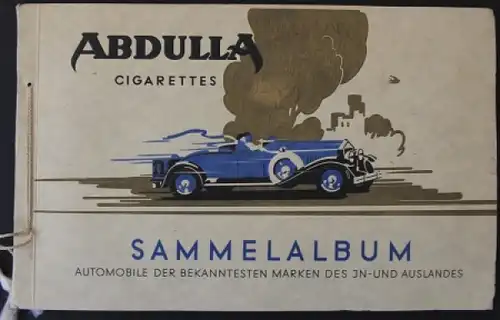 ABDULLA
CIGARETTES
SAMMELALBUM
AUTOMOBILE DER BEKANNTESTEN MARKEN DES JN-UND AUSLANDES